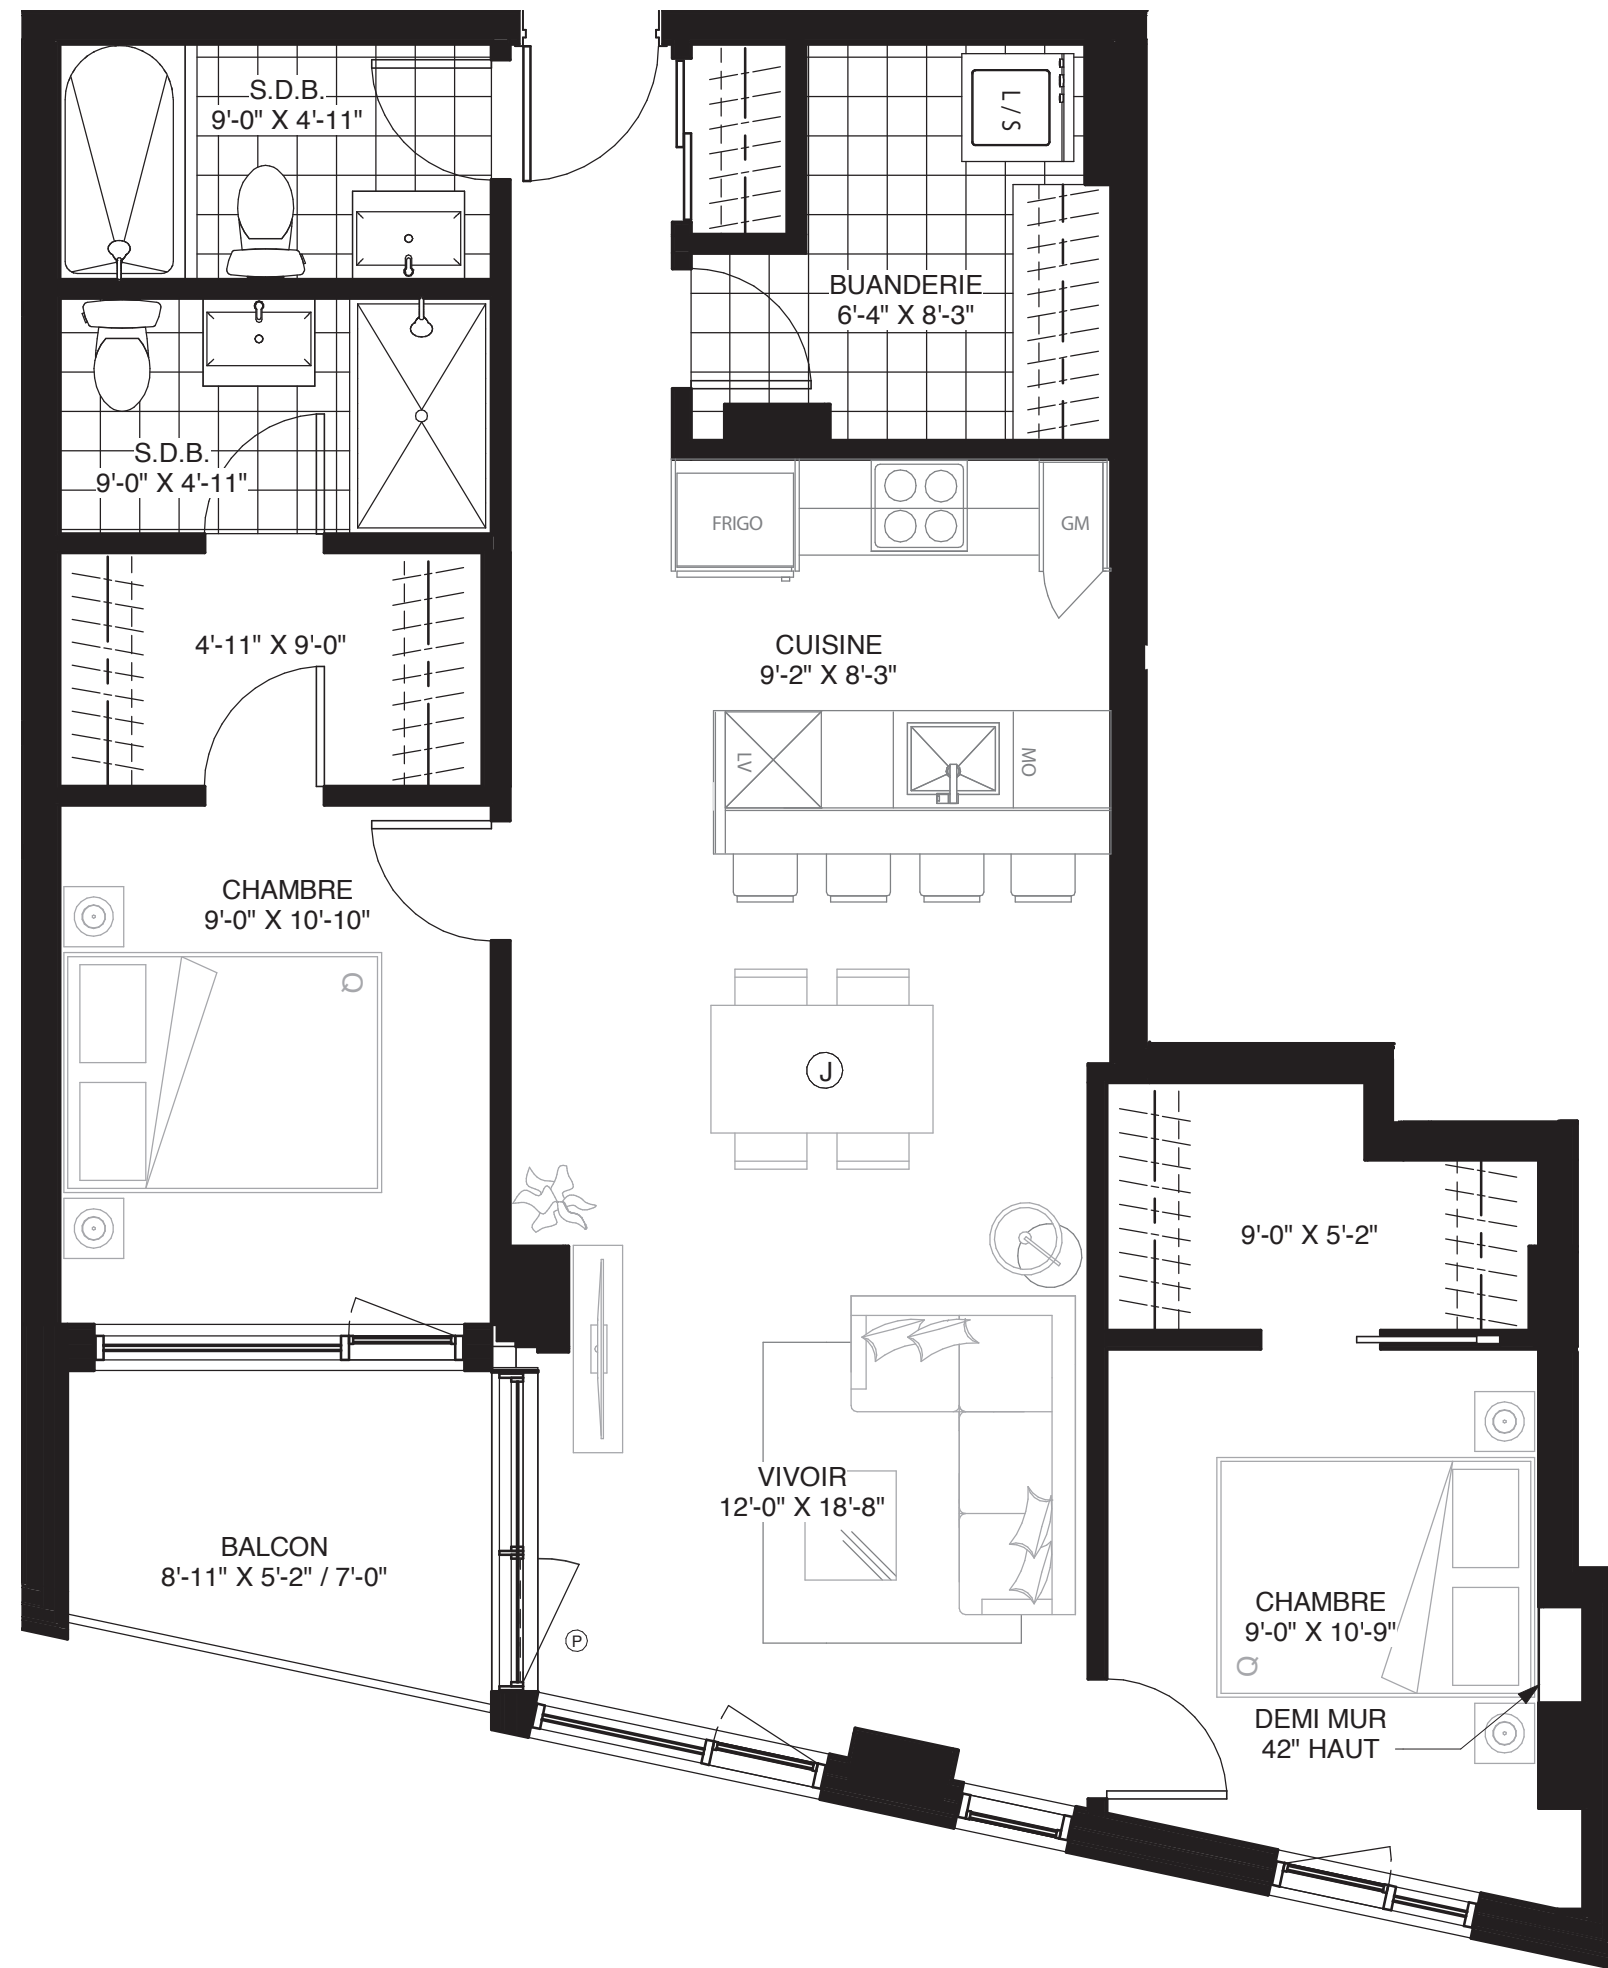 S.D.B.
9'-0" X 4'-11"
L/S
BUANDERIE
6'-4" X 8'-3"
S.D.B.
9'-0" X 4'-11"
FRIGO
GM
4'-11" X 9'-0"
CUISINE
9'-2" X 8'-3"
LV
MO
CHAMBRE
9'-0" X 10'-10"
Q
J
9'-0" X 5'-2"
VIVOIR
12'-0" X 18'-8"
BALCON
8'-11" X 5'-2" / 7'-0"
P
CHAMBRE
9'-0" X 10'-9"
Q
DEMI MUR
42" HAUT